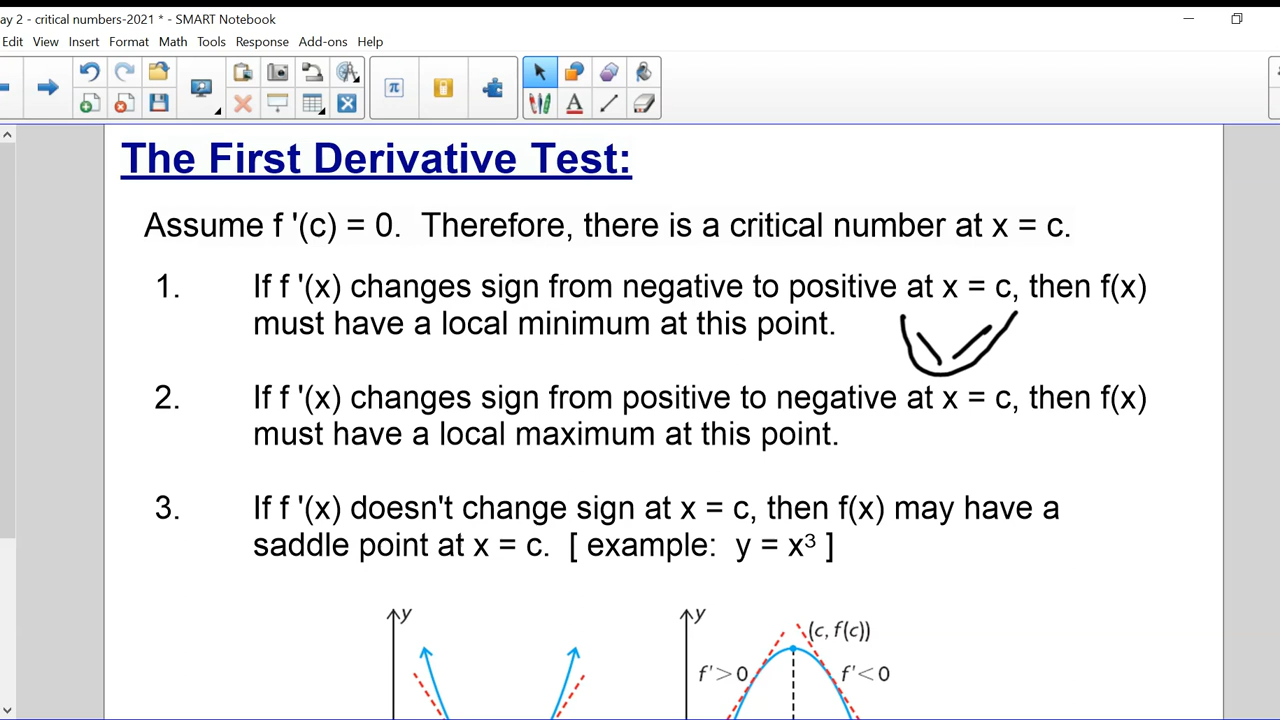 ay 2 - critical numbers-2021 * - SMART Notebook
Edit View Insert Format Math Tools Response Add-ons Help
π
A
The First Derivative Test:
Assume f '(c) = 0. Therefore, there is a critical number at x = c.
1. If f '(x) changes sign from negative to positive at x = c, then f(x)
must have a local minimum at this point.
2. If f '(x) changes sign from positive to negative at x = c, then f(x)
must have a local maximum at this point.
3. If f '(x) doesn't change sign at x = c, then f(x) may have a
saddle point at x = c. [ example: y = x³ ]
y
y
(c, f(c))
f'>0
f'<0